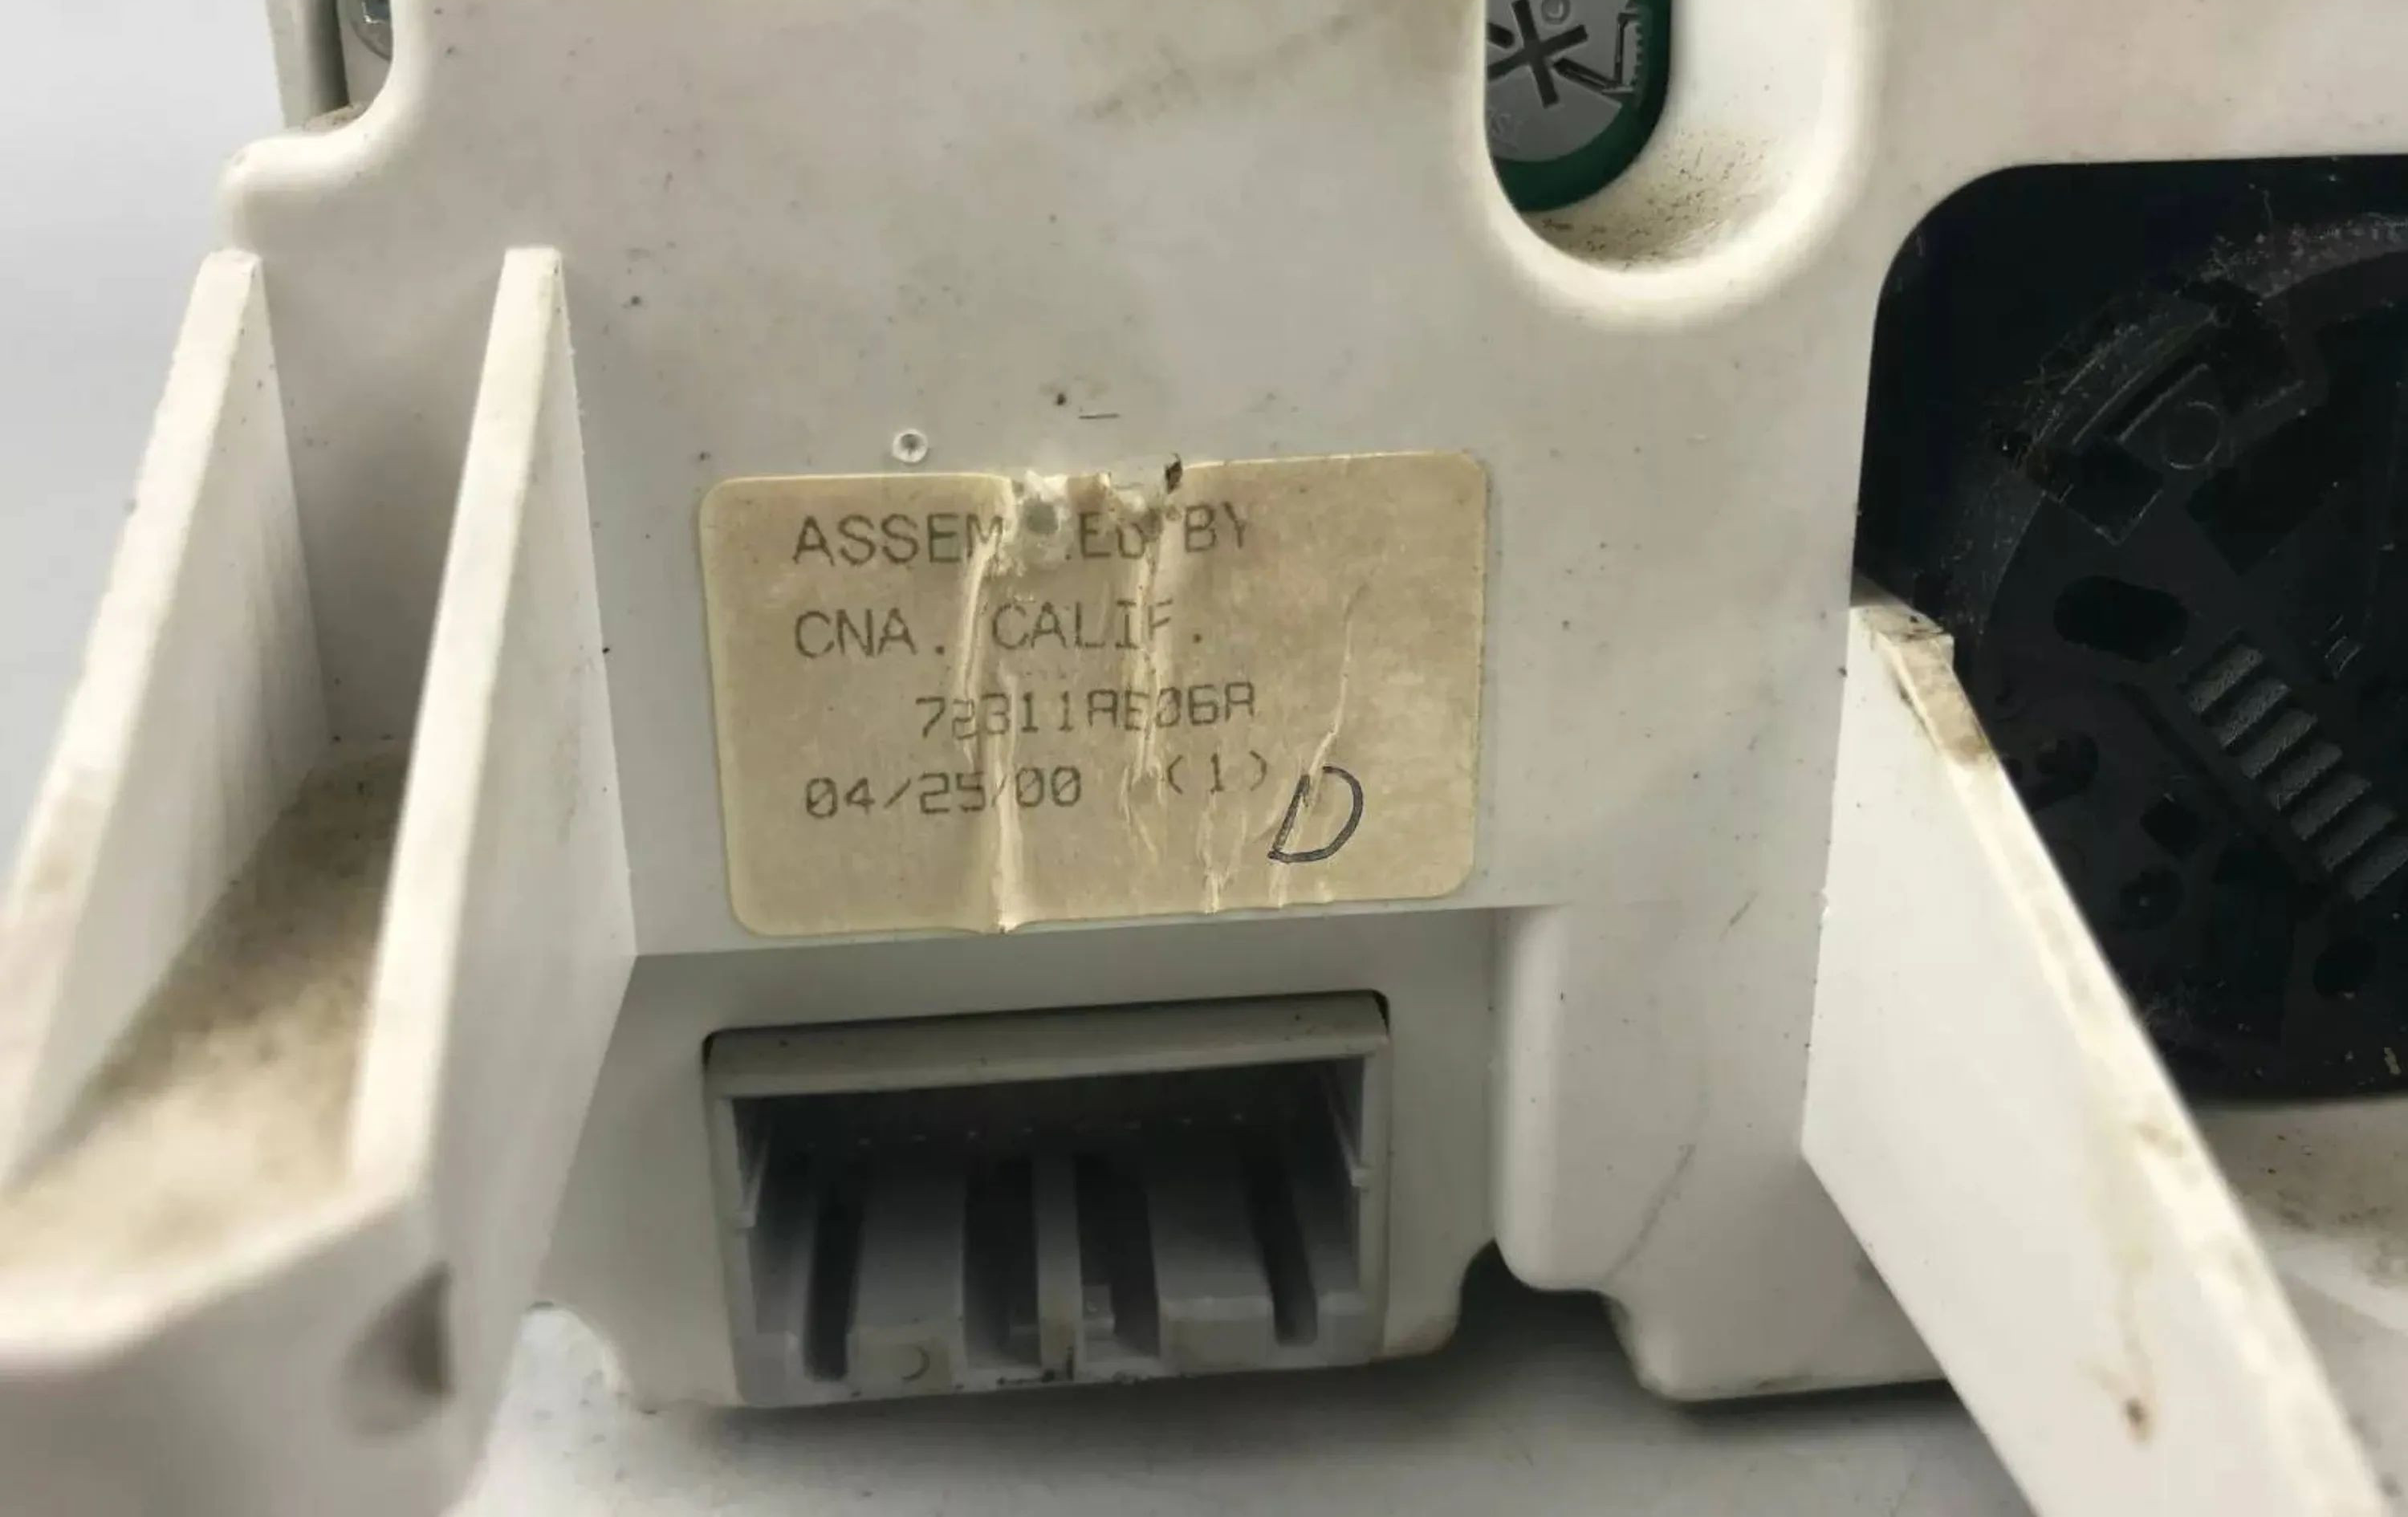 ASSEM ED BY
CNA. CALIF.
72311AE06A
04/25/00 (1) D